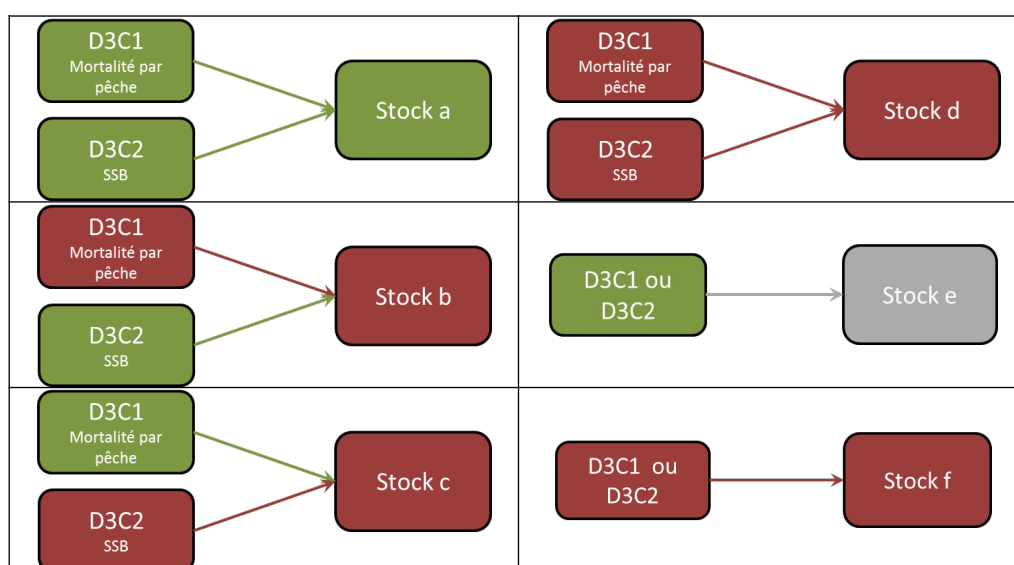 D3C1
Mortalité par
pêche
D3C2
SSB
Stock a
D3C1
Mortalité par
pêche
D3C2
SSB
Stock d
D3C1
Mortalité par
pêche
D3C2
SSB
Stock b
D3C1 ou
D3C2
Stock e
D3C1
Mortalité par
pêche
D3C2
SSB
Stock c
D3C1 ou
D3C2
Stock f